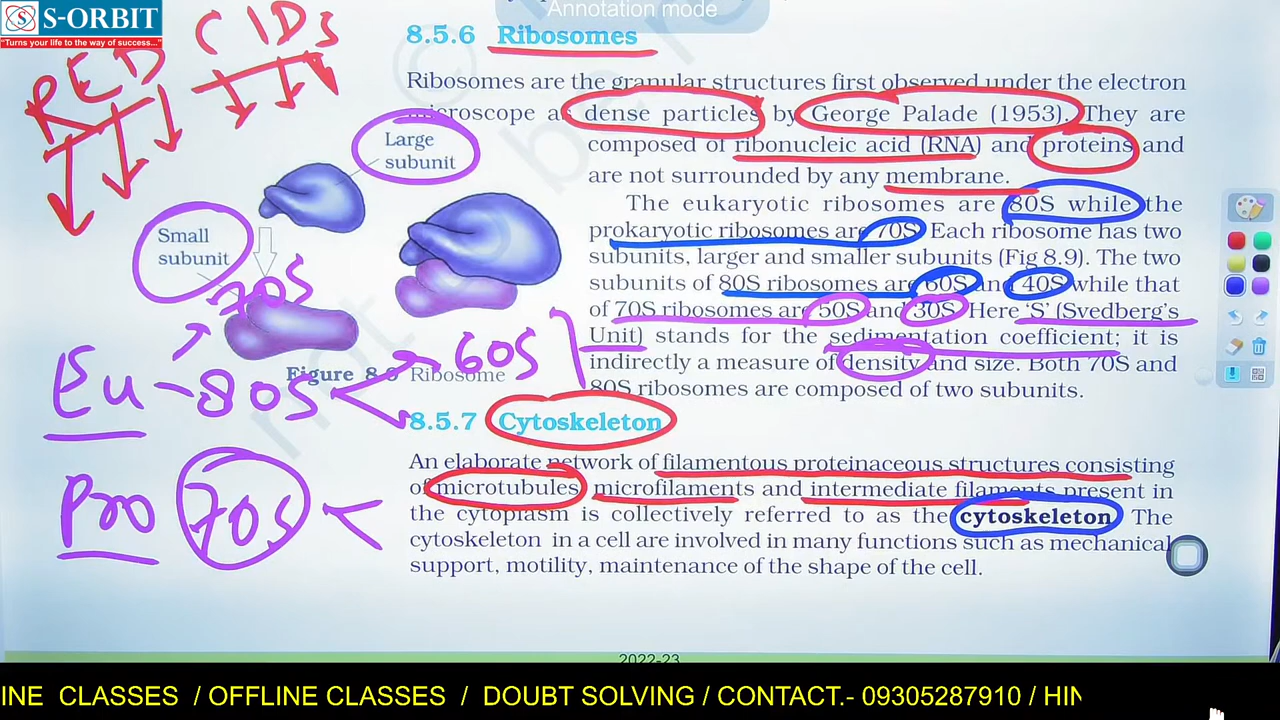 S-ORBIT
"Turns your life to the way of success..."
Annotation mode
8.5.6 Ribosomes
Ribosomes are the granular structures first observed under the electron
microscope as dense particles by George Palade (1953). They are
composed of ribonucleic acid (RNA) and proteins and
are not surrounded by any membrane.
The eukaryotic ribosomes are 80S while the
prokaryotic ribosomes are 70S. Each ribosome has two
subunits, larger and smaller subunits (Fig 8.9). The two
subunits of 80S ribosomes are 60S and 40S while that
of 70S ribosomes are 50S and 30S. Here 'S' (Svedberg's
Unit) stands for the sedimentation coefficient; it is
indirectly a measure of density and size. Both 70S and
80S ribosomes are composed of two subunits.
Large
subunit
Small
subunit
RED
CIDs
70S
Eu - 80S
60S
Pro 70S
Figure 8.9 Ribosome
8.5.7 Cytoskeleton
An elaborate network of filamentous proteinaceous structures consisting
of microtubules, microfilaments and intermediate filaments present in
the cytoplasm is collectively referred to as the cytoskeleton. The
cytoskeleton in a cell are involved in many functions such as mechanical
support, motility, maintenance of the shape of the cell.
2022-23
INE CLASSES / OFFLINE CLASSES / DOUBT SOLVING / CONTACT.- 09305287910 / HIN